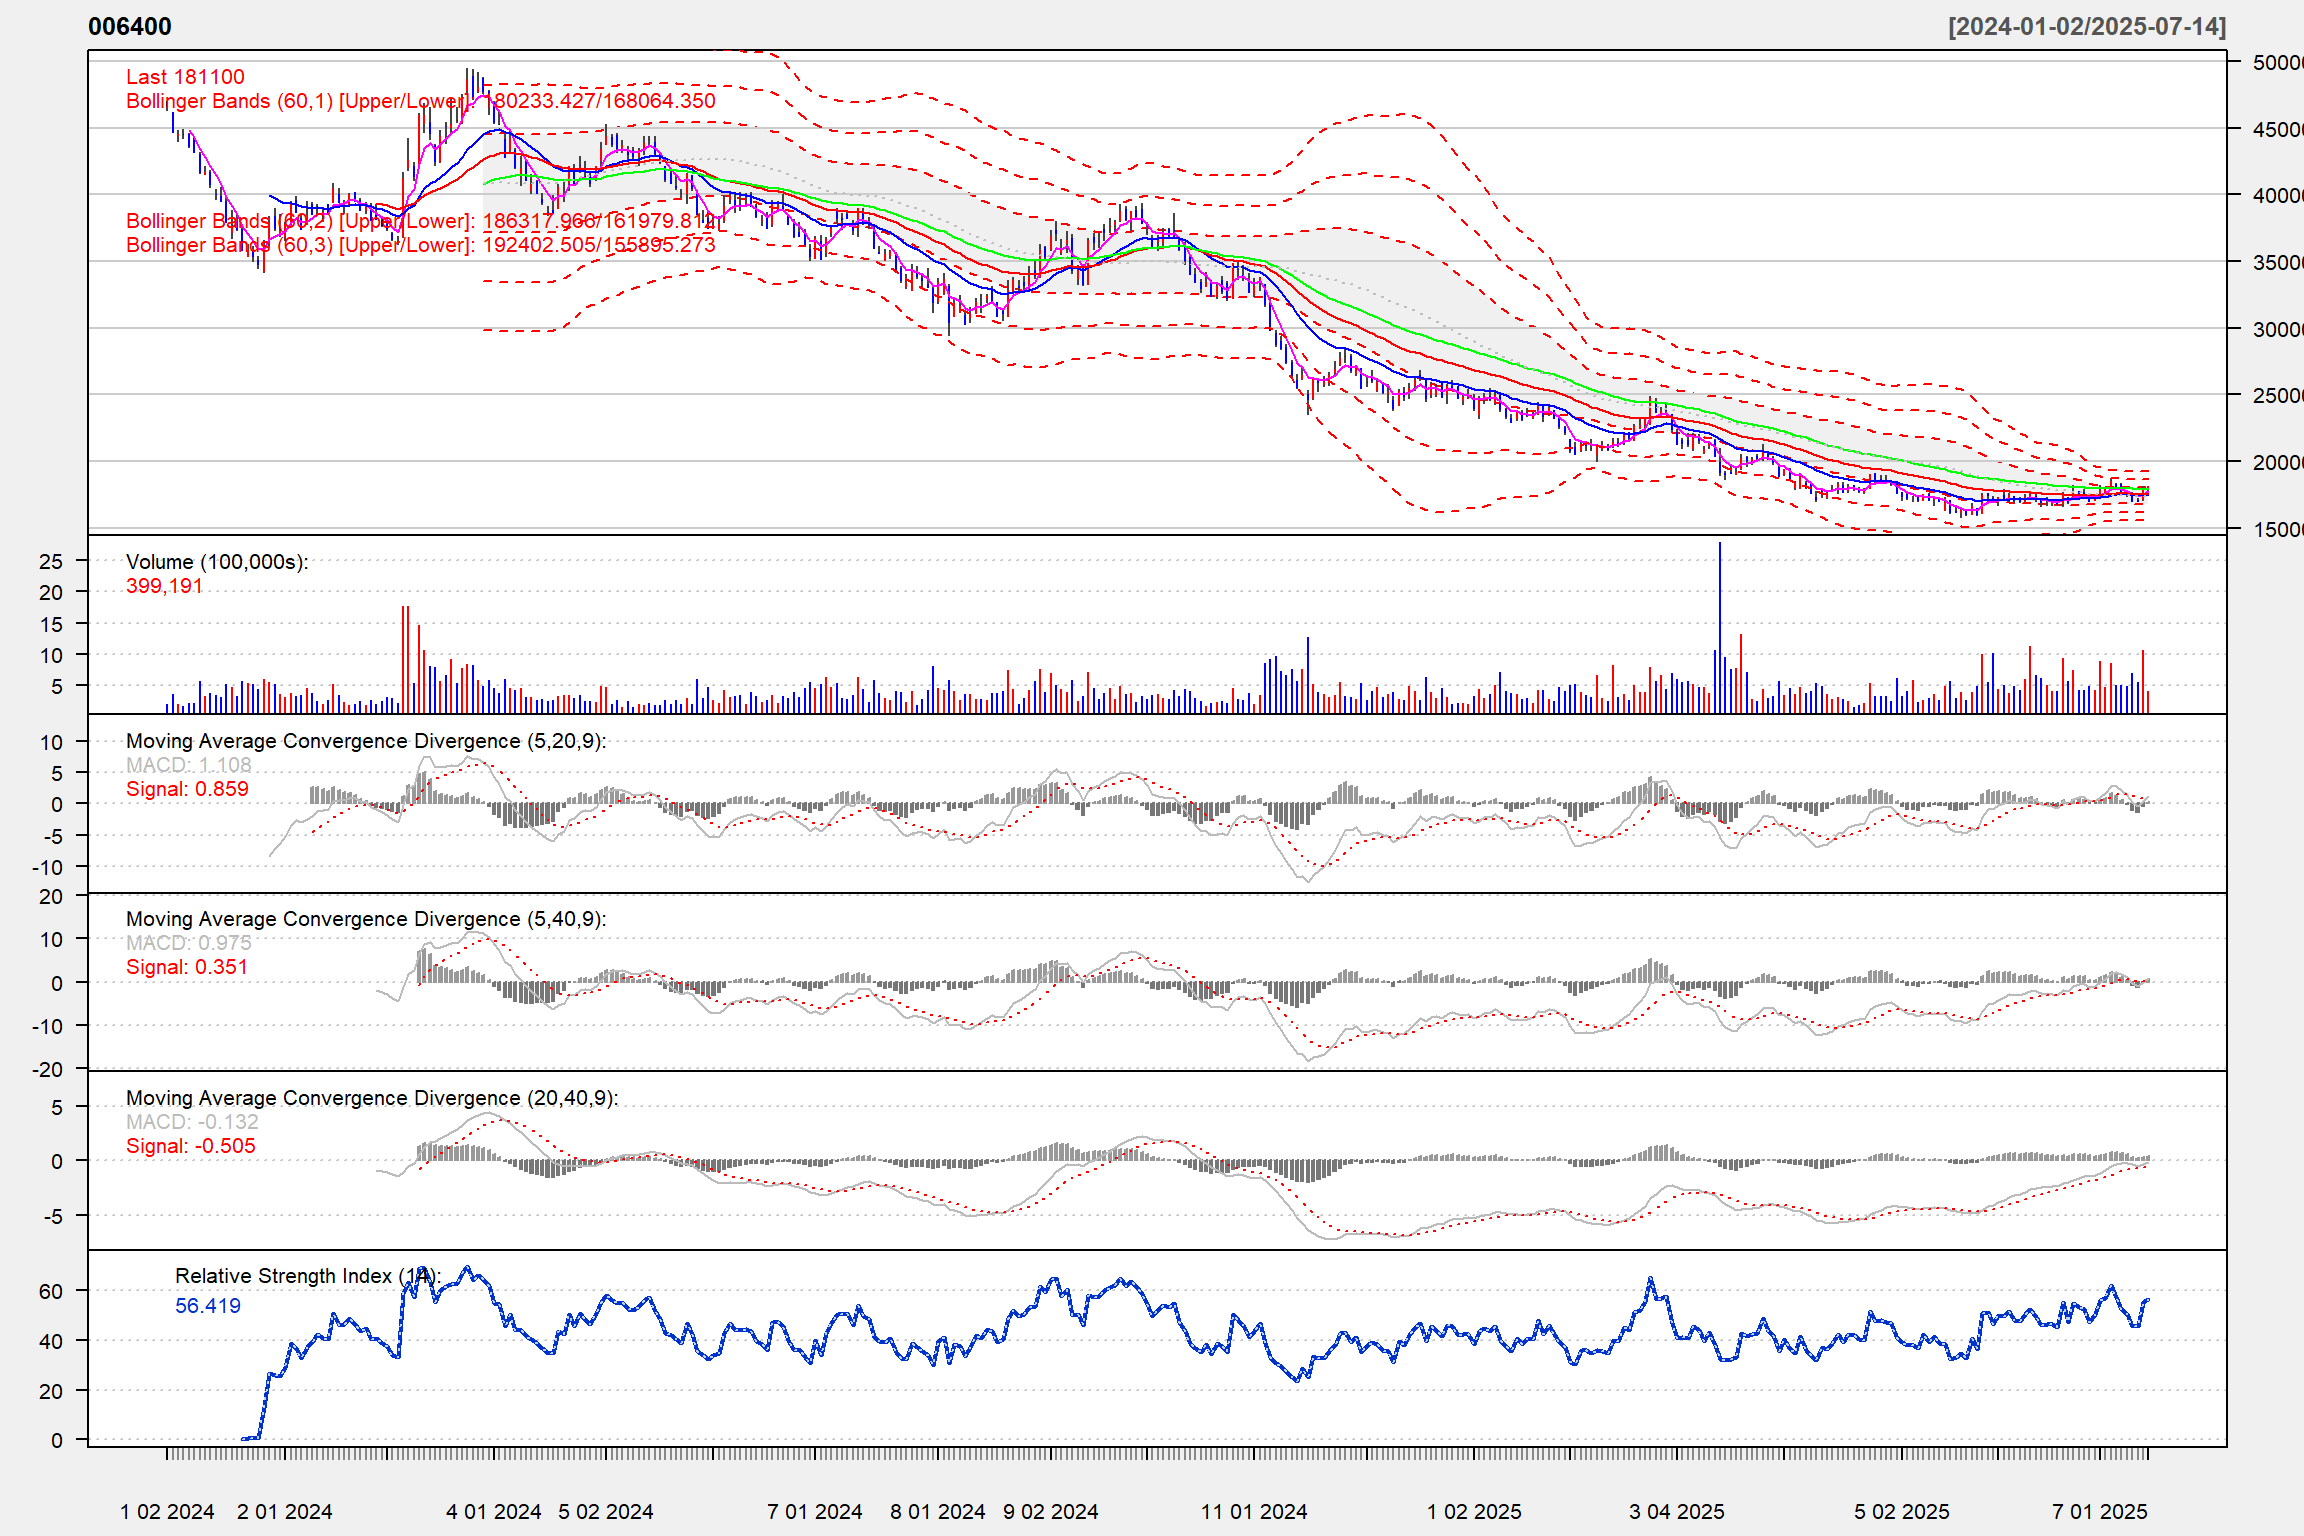 006400
[2024-01-02/2025-07-14]
Last 181100
Bollinger Bands (60,1) [Upper/Lower]: 180233.427/168064.350
Bollinger Bands (60,2) [Upper/Lower]: 186317.966/161979.812
Bollinger Bands (60,3) [Upper/Lower]: 192402.505/155895.273
50000
45000
40000
35000
30000
25000
20000
15000
Volume (100,000s):
399,191
25
20
15
10
5
Moving Average Convergence Divergence (5,20,9):
MACD: 1.108
Signal: 0.859
10
5
0
-5
-10
Moving Average Convergence Divergence (5,40,9):
MACD: 0.975
Signal: 0.351
20
10
0
-10
-20
Moving Average Convergence Divergence (20,40,9):
MACD: -0.132
Signal: -0.505
5
0
-5
Relative Strength Index (14):
56.419
60
40
20
0
1 02 2024
2 01 2024
4 01 2024
5 02 2024
7 01 2024
8 01 2024
9 02 2024
11 01 2024
1 02 2025
3 04 2025
5 02 2025
7 01 2025